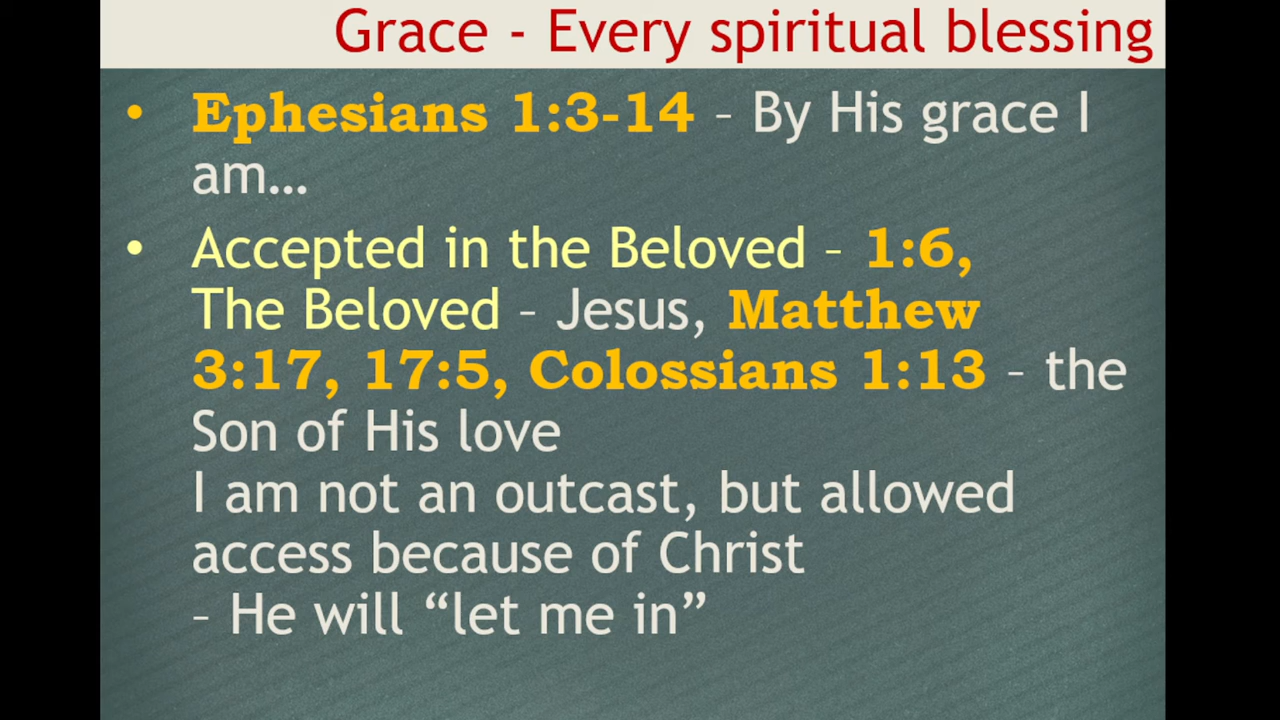 Grace - Every spiritual blessing
• Ephesians 1:3-14 – By His grace I
am…
• Accepted in the Beloved – 1:6,
The Beloved – Jesus, Matthew
3:17, 17:5, Colossians 1:13 – the
Son of His love
I am not an outcast, but allowed
access because of Christ
– He will “let me in”